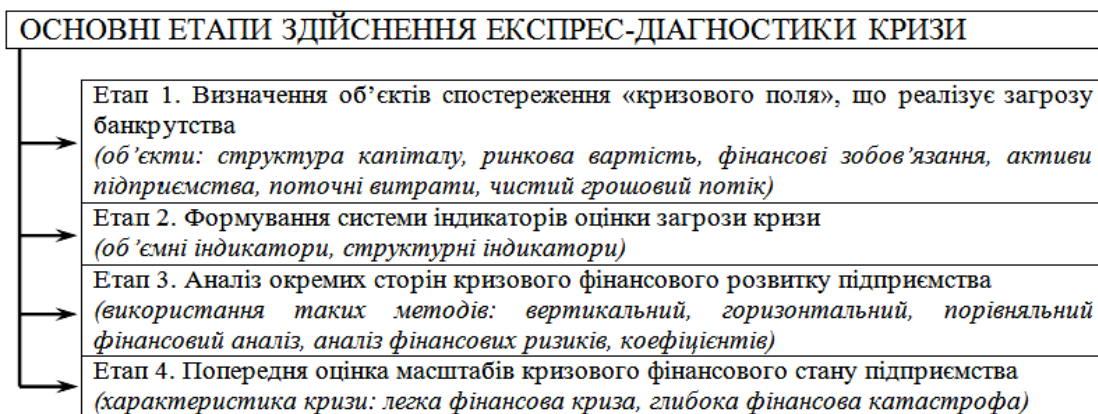 ОСНОВНІ ЕТАПИ ЗДІЙСНЕННЯ ЕКСПРЕС-ДІАГНОСТИКИ КРИЗИ
Етап 1. Визначення об’єктів спостереження «кризового поля», що реалізує загрозу
банкрутства
(об’єкти: структура капіталу, ринкова вартість, фінансові зобов’язання, активи
підприємства, поточні витрати, чистий грошовий потік)
Етап 2. Формування системи індикаторів оцінки загрози кризи
(об’ємні індикатори, структурні індикатори)
Етап 3. Аналіз окремих сторін кризового фінансового розвитку підприємства
(використання таких методів: вертикальний, горизонтальний, порівняльний
фінансовий аналіз, аналіз фінансових ризиків, коефіцієнтів)
Етап 4. Попередня оцінка масштабів кризового фінансового стану підприємства
(характеристика кризи: легка фінансова криза, глибока фінансова катастрофа)